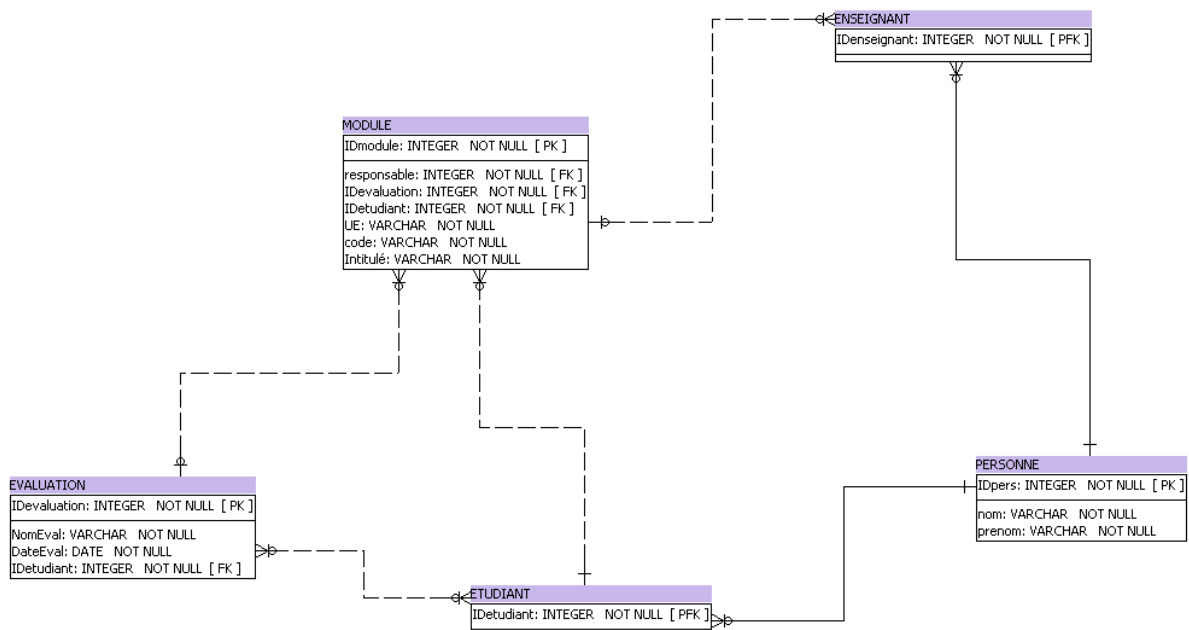 ENSEIGNANT
IDenseignant: INTEGER NOT NULL [ PFK ]
MODULE
IDmodule: INTEGER NOT NULL [ PK ]
responsable: INTEGER NOT NULL [ FK ]
IDevaluation: INTEGER NOT NULL [ FK ]
IDetudiant: INTEGER NOT NULL [ FK ]
UE: VARCHAR NOT NULL
code: VARCHAR NOT NULL
Intitulé: VARCHAR NOT NULL
EVALUATION
IDevaluation: INTEGER NOT NULL [ PK ]
NomEval: VARCHAR NOT NULL
DateEval: DATE NOT NULL
IDetudiant: INTEGER NOT NULL [ FK ]
PERSONNE
IDpers: INTEGER NOT NULL [ PK ]
nom: VARCHAR NOT NULL
prenom: VARCHAR NOT NULL
ETUDIANT
IDetudiant: INTEGER NOT NULL [ PFK ]